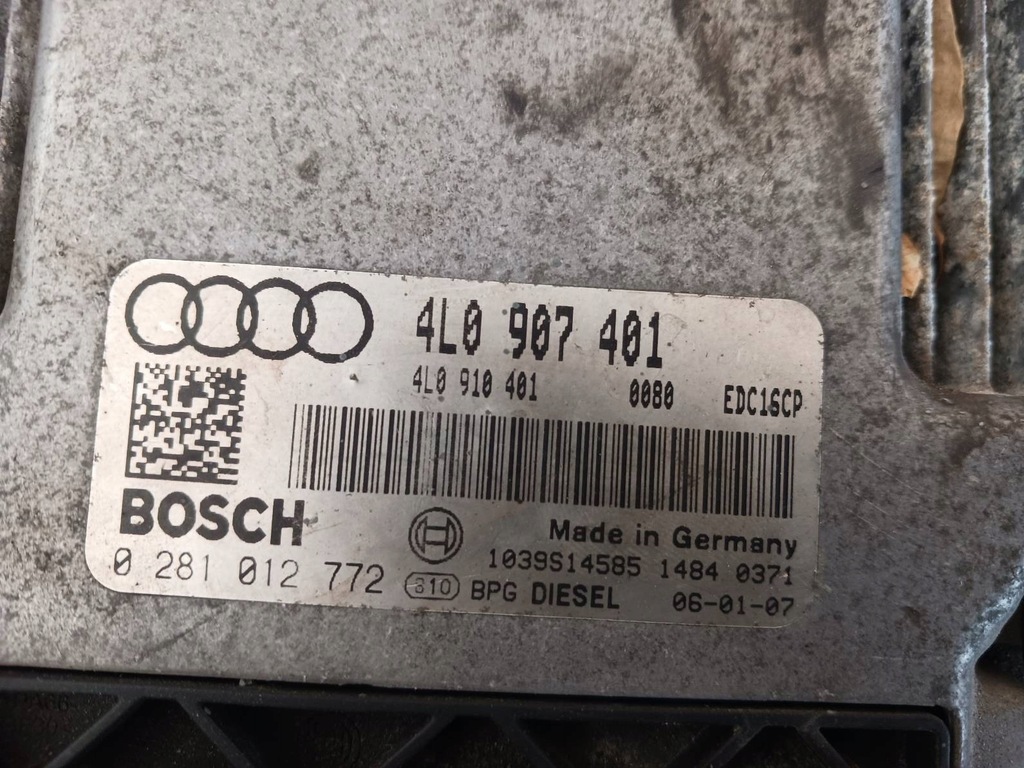 4L0 907 401
4L0 910 401 0080 EDC16CP
BOSCH
Made in Germany
0 281 012 772
1039S14585 1484 0371
810 BPG DIESEL 06-01-07